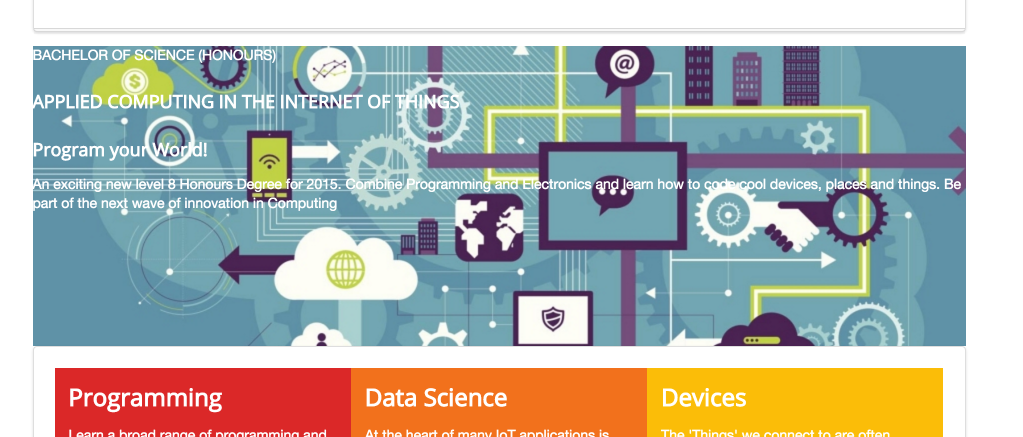 BACHELOR OF SCIENCE (HONOURS)
APPLIED COMPUTING IN THE INTERNET OF THINGS
Program your World!
An exciting new level 8 Honours Degree for 2015. Combine Programming and Electronics and learn how to code cool devices, places and things. Be
part of the next wave of innovation in Computing
Programming
Data Science
Devices
Learn a broad range of programming and
At the heart of many IoT applications is
The 'Things' we connect to are often